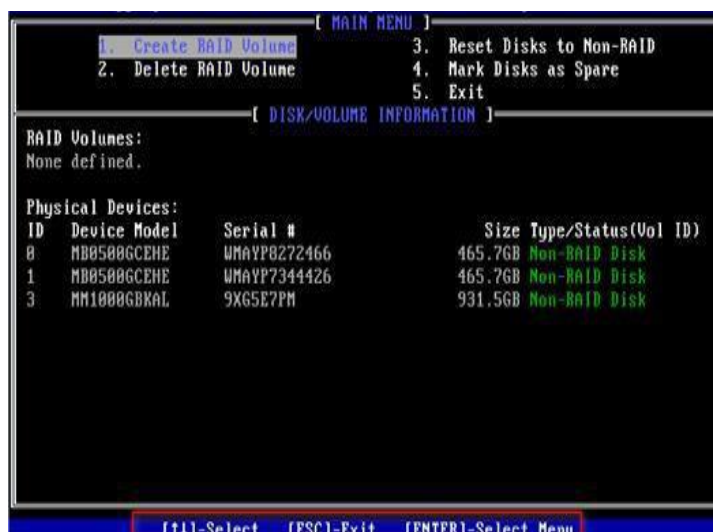 [ MAIN MENU ]
1. Create RAID Volume 3. Reset Disks to Non-RAID
2. Delete RAID Volume 4. Mark Disks as Spare
5. Exit
[ DISK/VOLUME INFORMATION ]
RAID Volumes:
None defined.
Physical Devices:
ID Device Model Serial # Size Type/Status(Vol ID)
0 MB0500GCEHE WMAYP8272466 465.7GB Non-RAID Disk
1 MB0500GCEHE WMAYP7344426 465.7GB Non-RAID Disk
3 MM1000GBKAL 9XG5E7PM 931.5GB Non-RAID Disk
[↑↓]-Select [ESC]-Exit [ENTER]-Select Menu